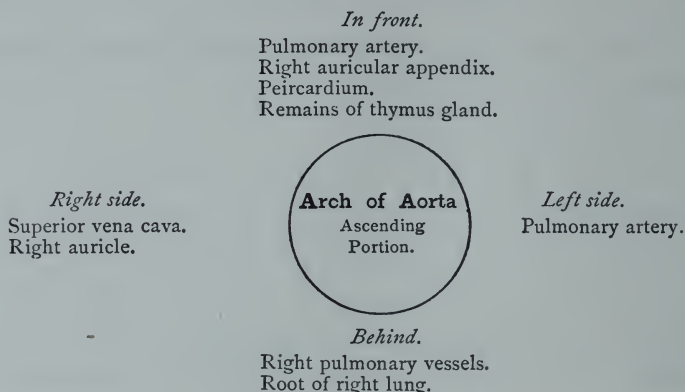 In front.
Pulmonary artery.
Right auricular appendix.
Peircardium.
Remains of thymus gland.
Right side.
Superior vena cava.
Right auricle.
Arch of Aorta
Ascending
Portion.
Left side.
Pulmonary artery.
Behind.
Right pulmonary vessels.
Root of right lung.